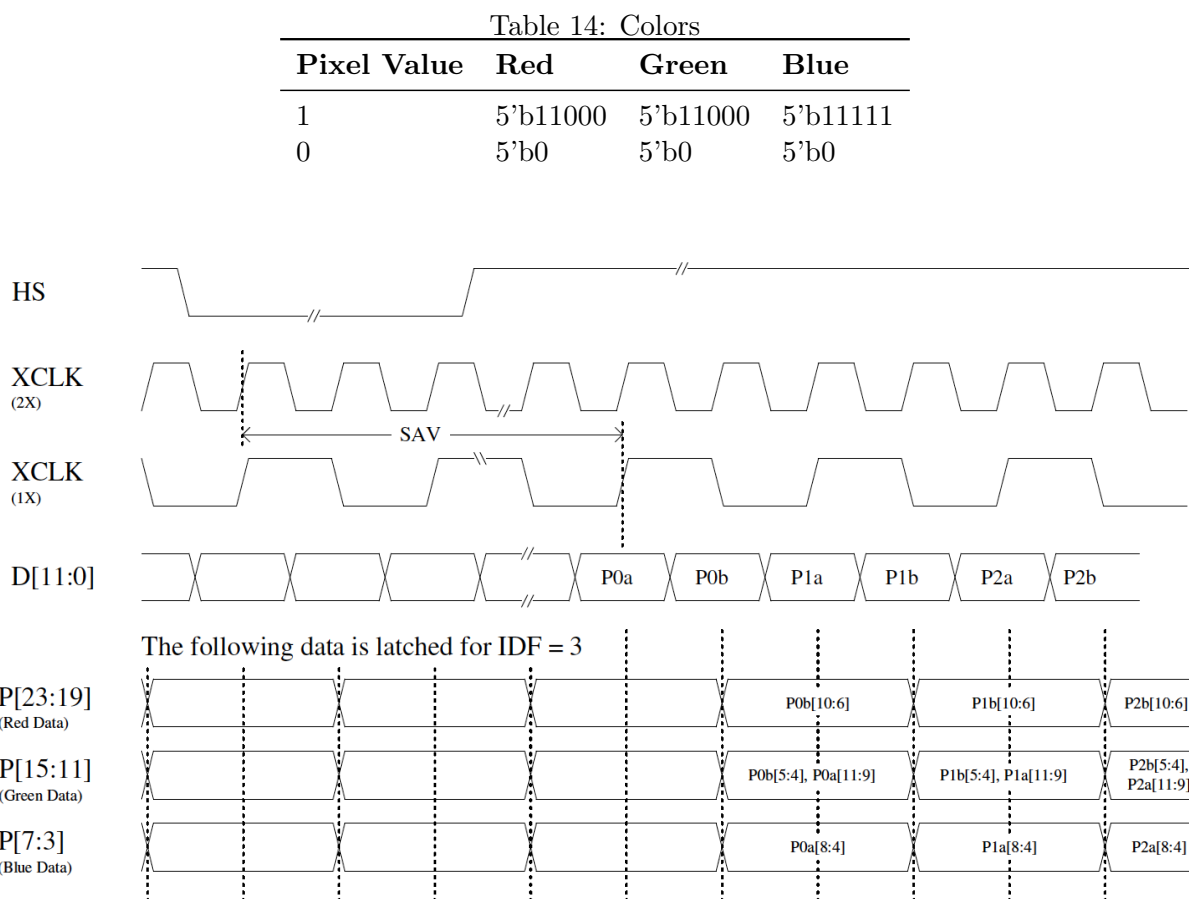 Table 14: Colors
Pixel Value Red Green Blue
1 5’b11000 5’b11000 5’b11111
0 5’b0 5’b0 5’b0
HS
XCLK
(2X)
SAV
XCLK
(1X)
D[11:0] P0a P0b P1a P1b P2a P2b
The following data is latched for IDF = 3
P[23:19] P0b[10:6] P1b[10:6] P2b[10:6]
(Red Data)
P[15:11] P0b[5:4], P0a[11:9] P1b[5:4], P1a[11:9] P2b[5:4], P2a[11:9]
(Green Data)
P[7:3] P0a[8:4] P1a[8:4] P2a[8:4]
(Blue Data)